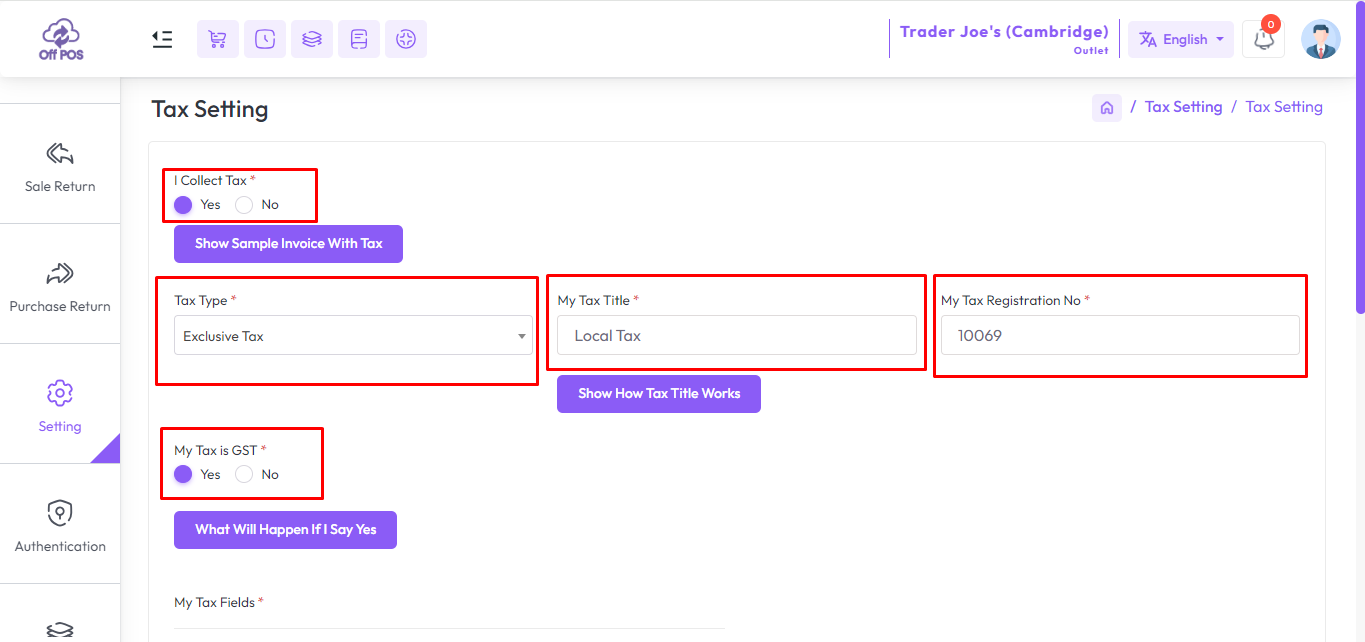 Off POS
Trader Joe's (Cambridge)
Outlet
English
0
Tax Setting
/ Tax Setting / Tax Setting
Sale Return
Purchase Return
Setting
Authentication
I Collect Tax *
Yes No
Show Sample Invoice With Tax
Tax Type *
Exclusive Tax
My Tax Title *
Local Tax
Show How Tax Title Works
My Tax Registration No *
10069
My Tax is GST *
Yes No
What Will Happen If I Say Yes
My Tax Fields *